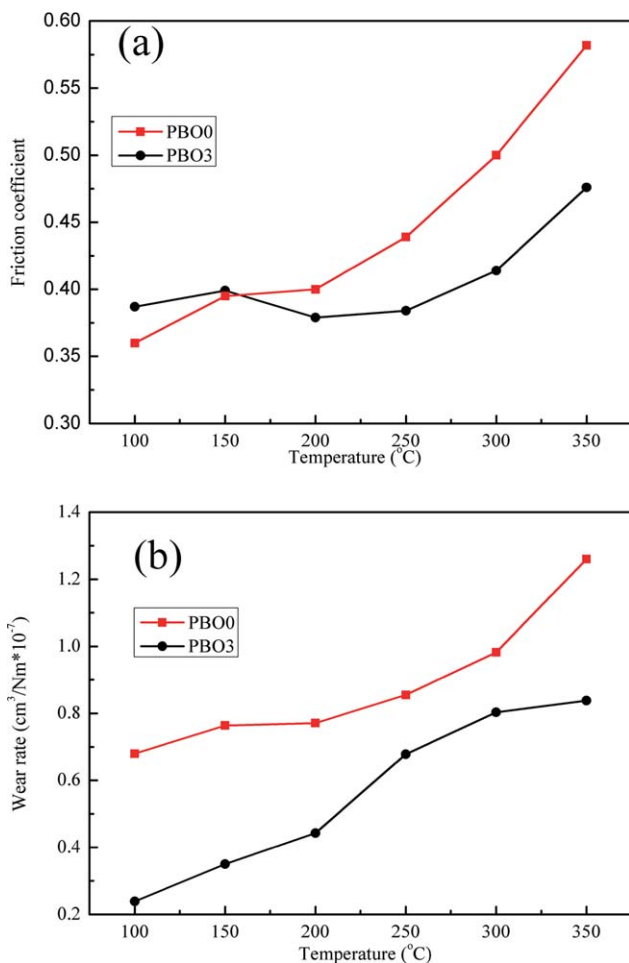 (a)
0.60
0.55
0.50
0.45
0.40
0.35
0.30
Friction coefficient
PBO0
PBO3
100 150 200 250 300 350
Temperature (°C)
(b)
1.4
1.2
1.0
0.8
0.6
0.4
0.2
Wear rate (cm³/Nm*10⁻⁷)
PBO0
PBO3
100 150 200 250 300 350
Temperature (°C)